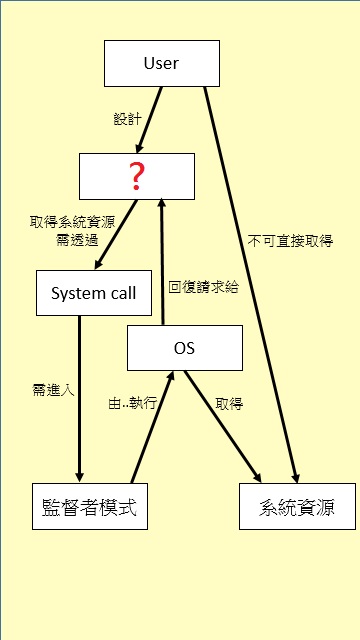 User
設計
?
取得系統資源
需透過
不可直接取得
System call
回復請求給
OS
需進入
由..執行
取得
監督者模式
系統資源